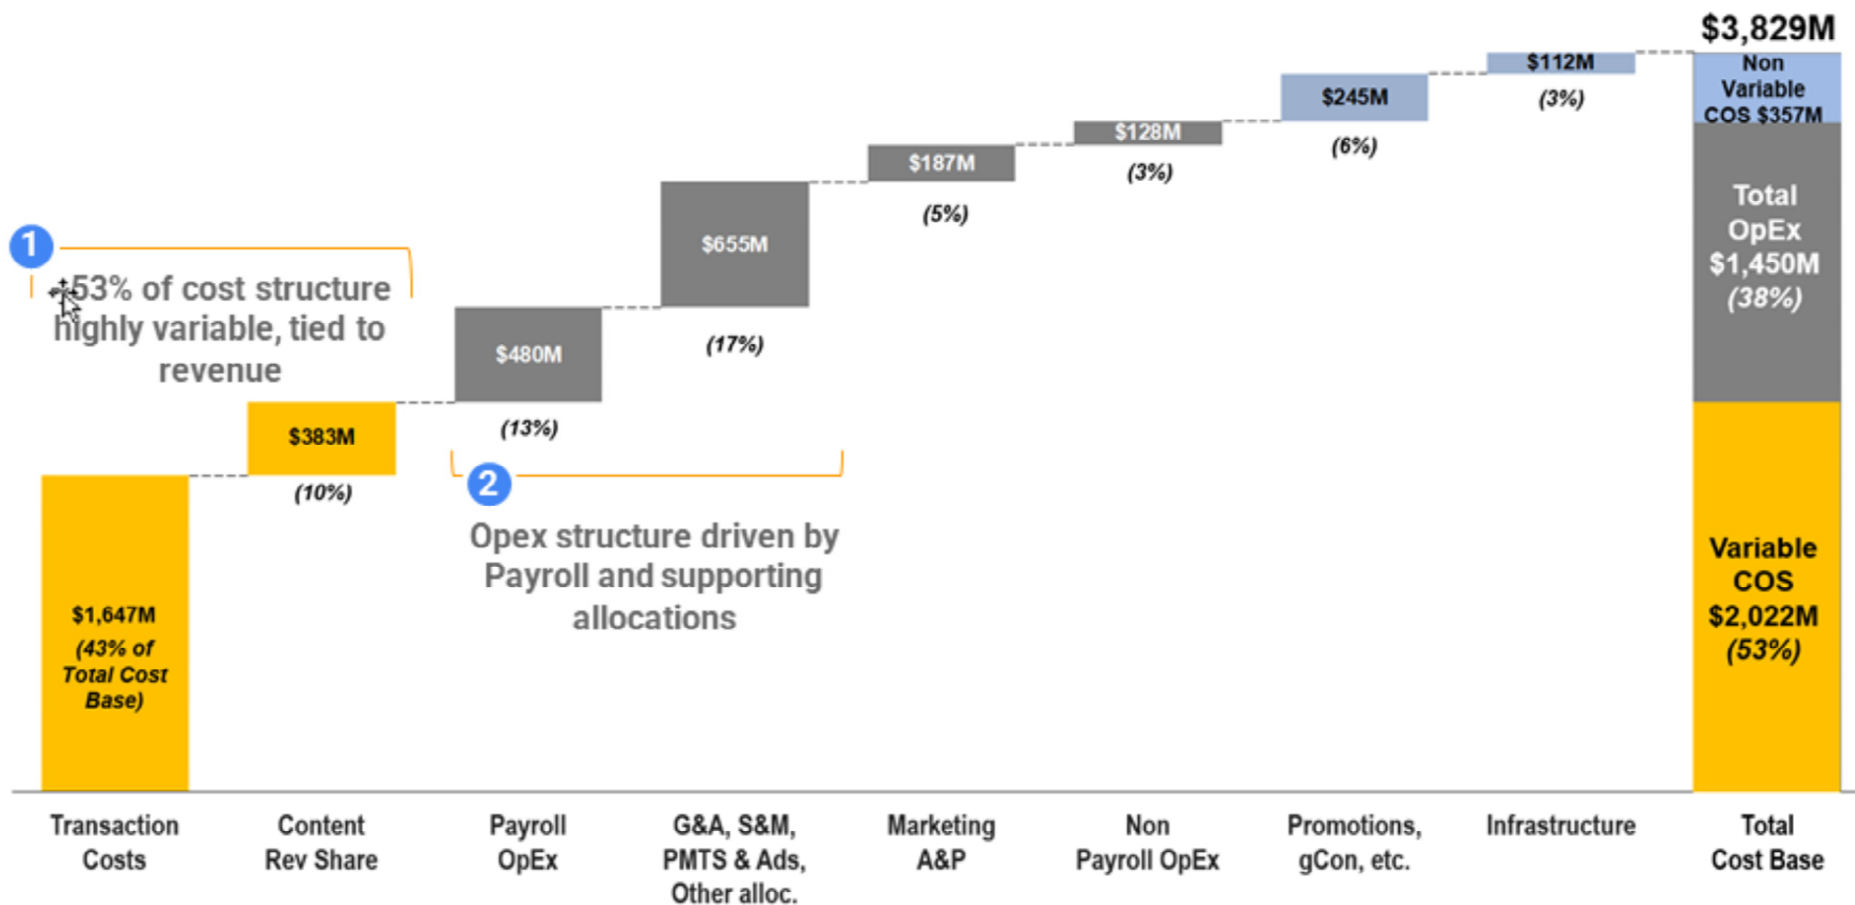 $3,829M
Non
Variable
COS $357M
Total
OpEx
$1,450M
(38%)
Variable
COS
$2,022M
(53%)
$112M
(3%)
$245M
(6%)
$128M
(3%)
$187M
(5%)
$655M
(17%)
$480M
(13%)
$383M
(10%)
$1,647M
(43% of
Total Cost
Base)
1
53% of cost structure
highly variable, tied to
revenue
2
Opex structure driven by
Payroll and supporting
allocations
Transaction
Costs
Content
Rev Share
Payroll
OpEx
G&A, S&M,
PMTS & Ads,
Other alloc.
Marketing
A&P
Non
Payroll OpEx
Promotions,
gCon, etc.
Infrastructure
Total
Cost Base